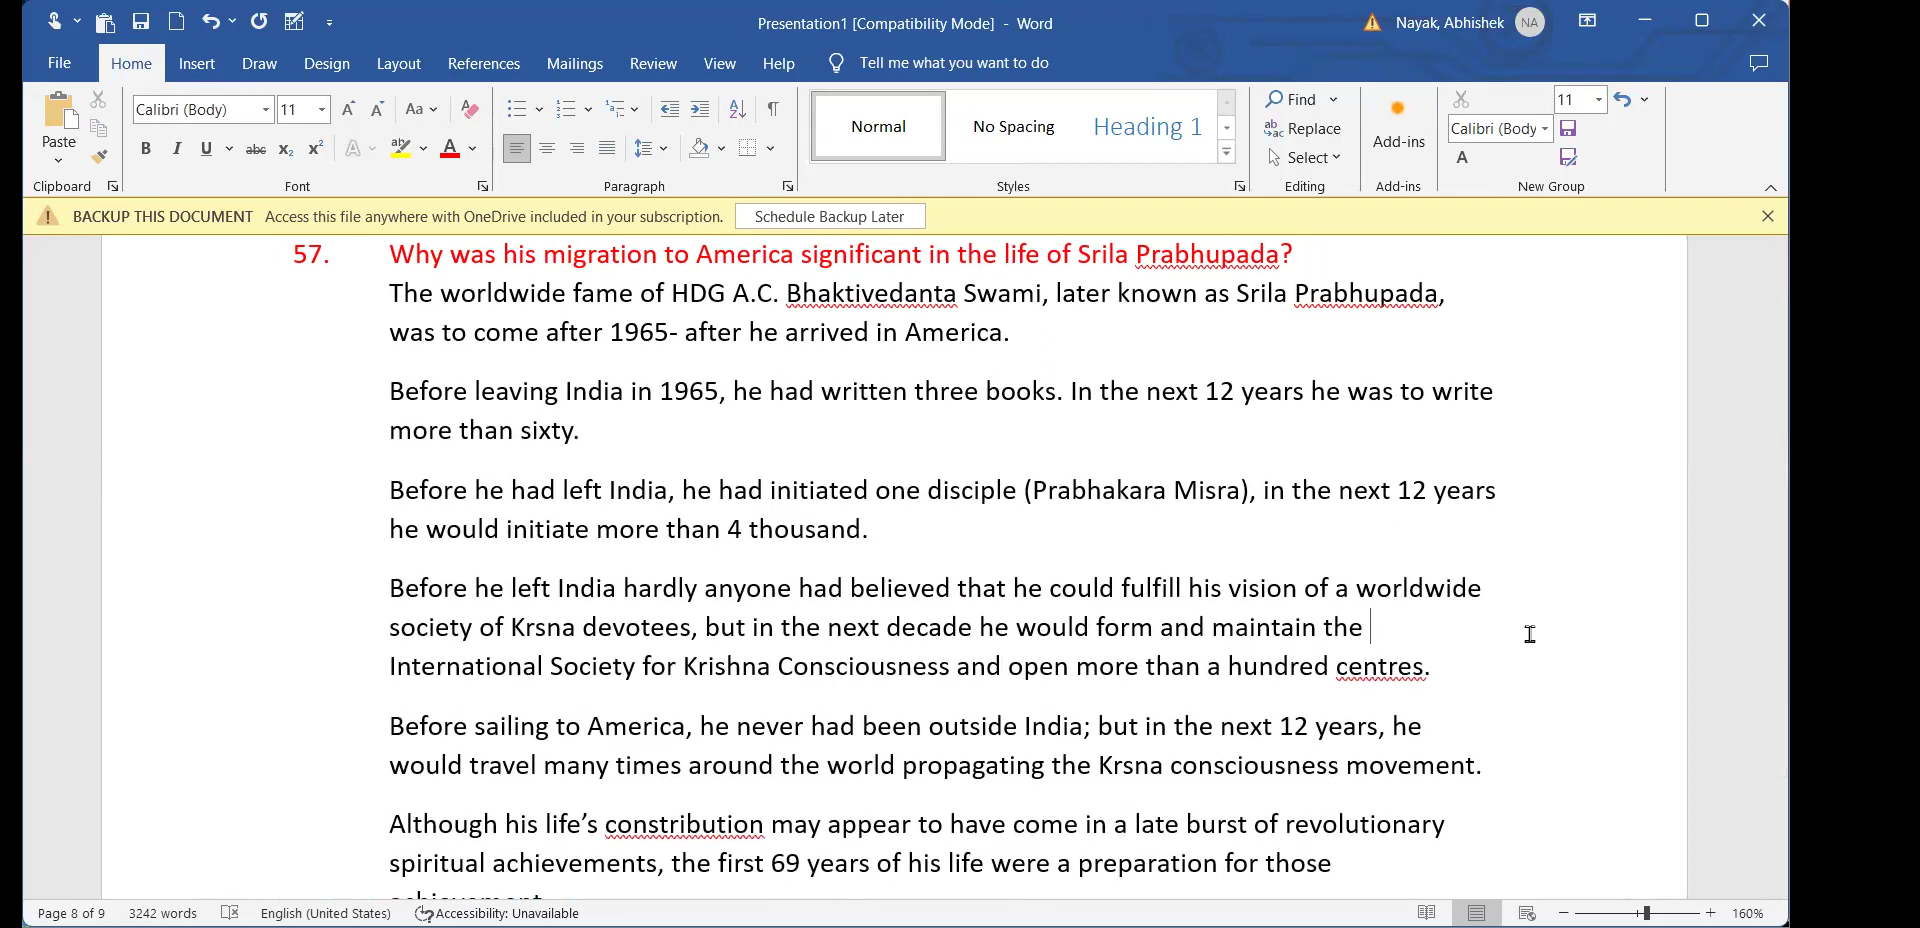 Presentation1 [Compatibility Mode] - Word
Nayak, Abhishek NA
File Home Insert Draw Design Layout References Mailings Review View Help Tell me what you want to do
Paste
Clipboard
Calibri (Body) 11
Aa
B I U abc x₂ x² A A
Font
Paragraph
Normal
No Spacing
Heading 1
Styles
Find
Replace
Select
Editing
Add-ins
Add-ins
11
Calibri (Body
A
New Group
BACKUP THIS DOCUMENT Access this file anywhere with OneDrive included in your subscription. Schedule Backup Later
57. Why was his migration to America significant in the life of Srila Prabhupada?
The worldwide fame of HDG A.C. Bhaktivedanta Swami, later known as Srila Prabhupada,
was to come after 1965- after he arrived in America.
Before leaving India in 1965, he had written three books. In the next 12 years he was to write
more than sixty.
Before he had left India, he had initiated one disciple (Prabhakara Misra), in the next 12 years
he would initiate more than 4 thousand.
Before he left India hardly anyone had believed that he could fulfill his vision of a worldwide
society of Krsna devotees, but in the next decade he would form and maintain the
International Society for Krishna Consciousness and open more than a hundred centres.
Before sailing to America, he never had been outside India; but in the next 12 years, he
would travel many times around the world propagating the Krsna consciousness movement.
Although his life’s constribution may appear to have come in a late burst of revolutionary
spiritual achievements, the first 69 years of his life were a preparation for those
Page 8 of 9 3242 words English (United States) Accessibility: Unavailable 160%